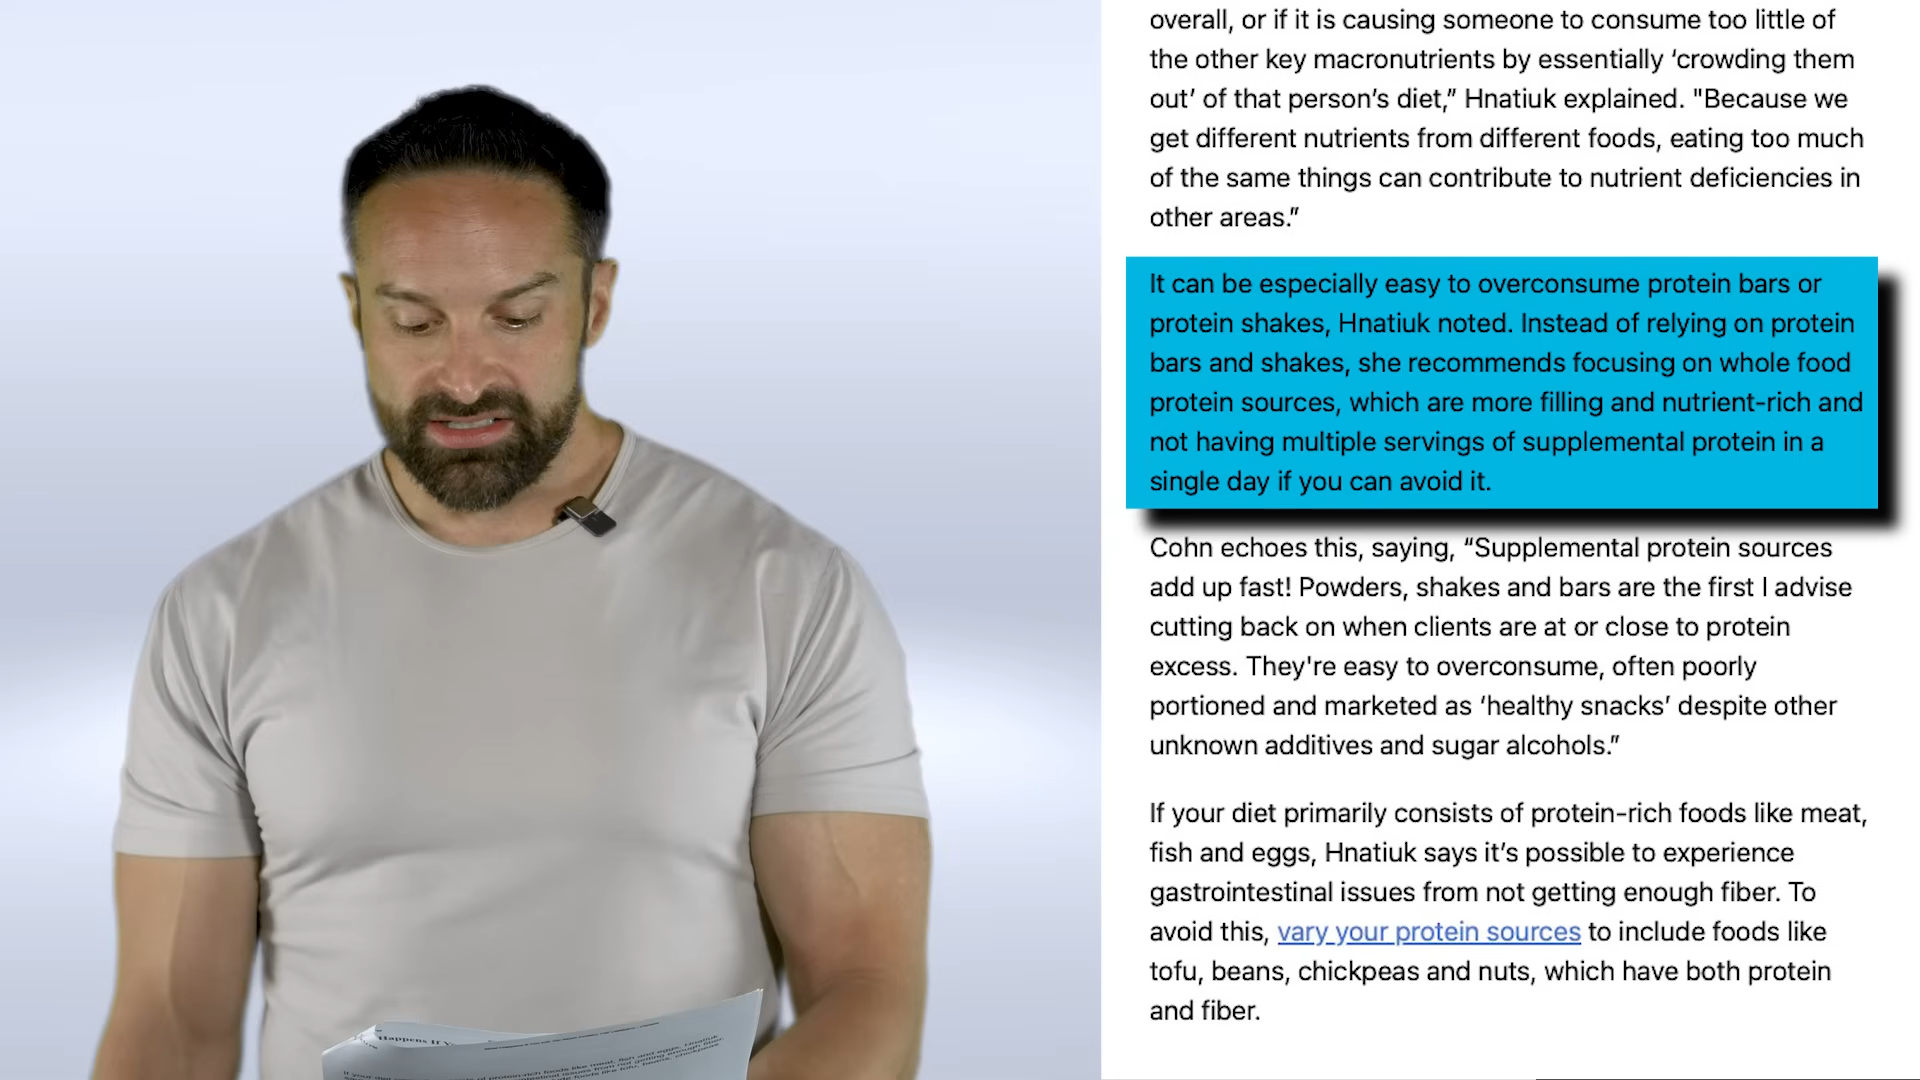 overall, or if it is causing someone to consume too little of
the other key macronutrients by essentially ‘crowding them
out’ of that person’s diet,” Hnatiuk explained. "Because we
get different nutrients from different foods, eating too much
of the same things can contribute to nutrient deficiencies in
other areas.”
It can be especially easy to overconsume protein bars or
protein shakes, Hnatiuk noted. Instead of relying on protein
bars and shakes, she recommends focusing on whole food
protein sources, which are more filling and nutrient-rich and
not having multiple servings of supplemental protein in a
single day if you can avoid it.
Cohn echoes this, saying, “Supplemental protein sources
add up fast! Powders, shakes and bars are the first I advise
cutting back on when clients are at or close to protein
excess. They're easy to overconsume, often poorly
portioned and marketed as ‘healthy snacks’ despite other
unknown additives and sugar alcohols.”
If your diet primarily consists of protein-rich foods like meat,
fish and eggs, Hnatiuk says it’s possible to experience
gastrointestinal issues from not getting enough fiber. To
avoid this, vary your protein sources to include foods like
tofu, beans, chickpeas and nuts, which have both protein
and fiber.
Happens If